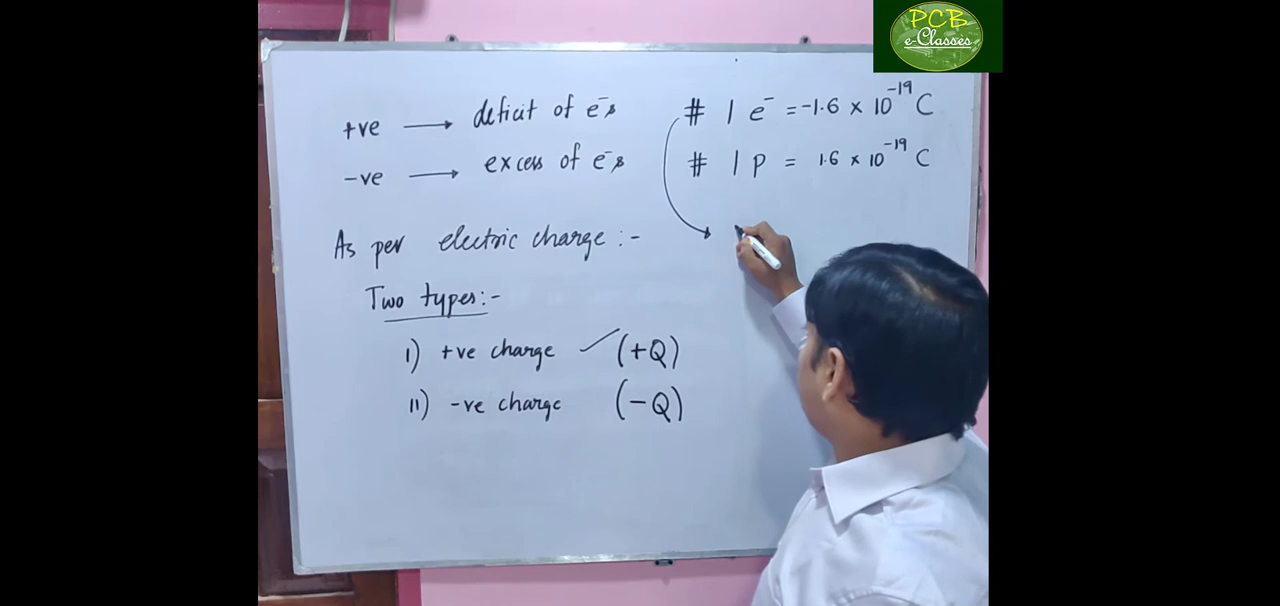 PCB
e-Classes
+ve ⟶ deficit of e⁻s
-ve ⟶ excess of e⁻s
# 1 e⁻ = -1.6 × 10⁻¹⁹ C
# 1 p = 1.6 × 10⁻¹⁹ C
As per electric charge :-
Two types:-
I) +ve charge ✓ (+Q)
II) -ve charge (-Q)